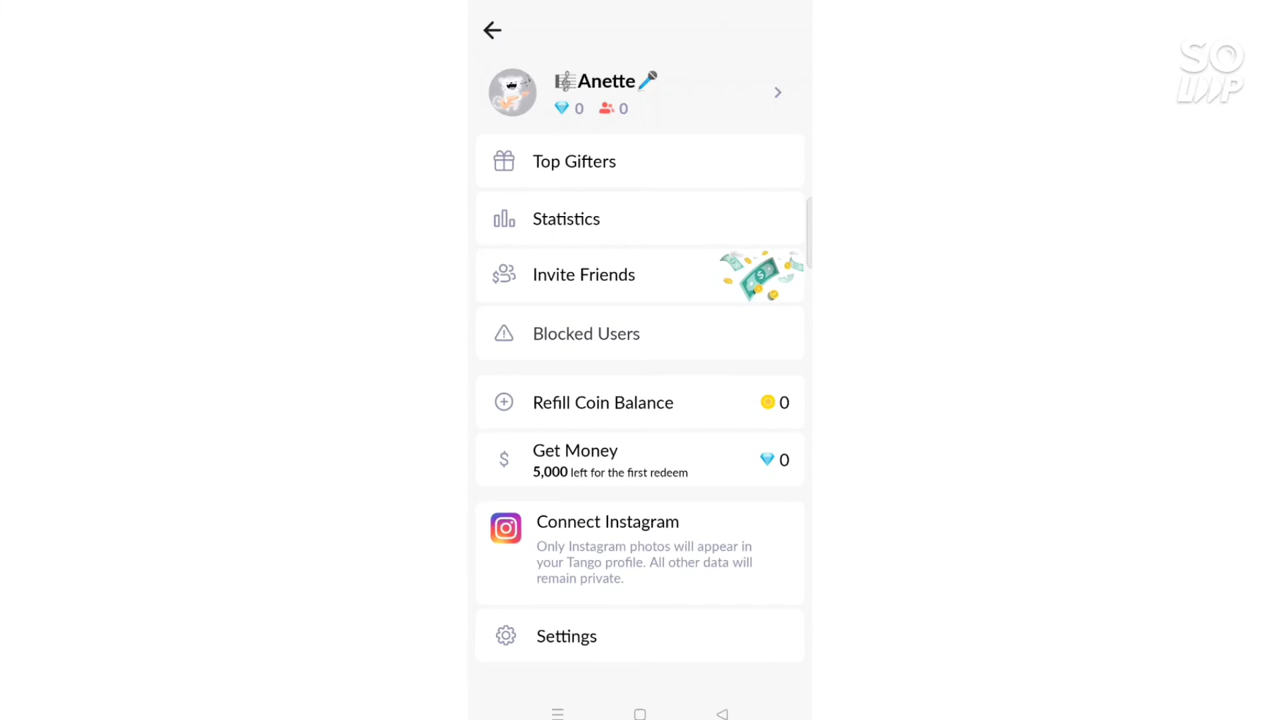 🎼Anette🎤
0 0
Top Gifters
Statistics
Invite Friends
Blocked Users
Refill Coin Balance 0
Get Money
5,000 left for the first redeem 0
Connect Instagram
Only Instagram photos will appear in
your Tango profile. All other data will
remain private.
Settings
SO
LLMP